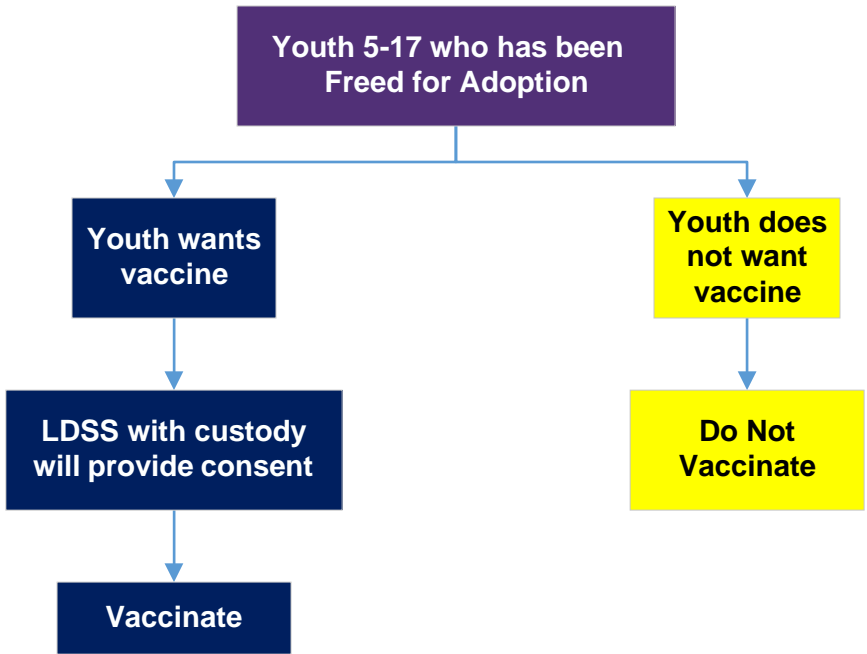 Youth 5-17 who has been
Freed for Adoption
Youth wants
vaccine
Youth does
not want
vaccine
LDSS with custody
will provide consent
Do Not
Vaccinate
Vaccinate